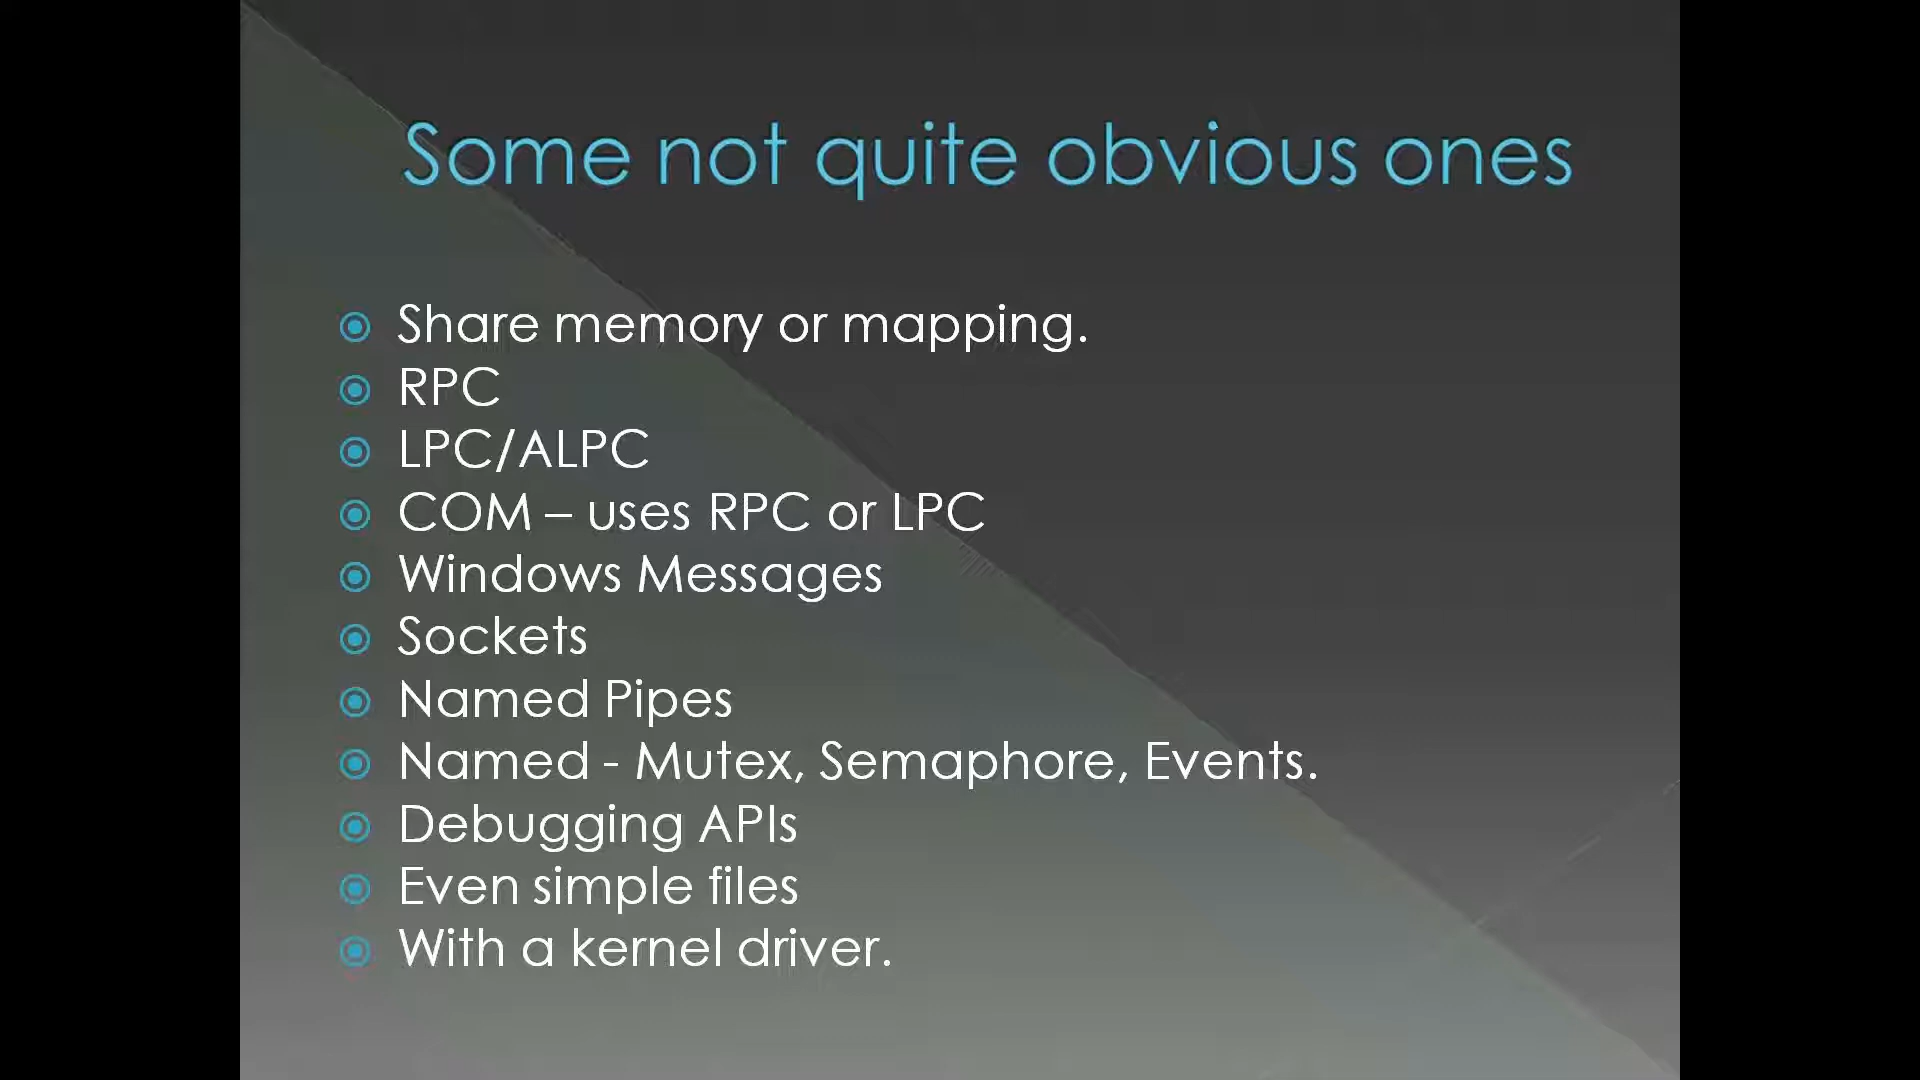 Some not quite obvious ones
Share memory or mapping.
RPC
LPC/ALPC
COM – uses RPC or LPC
Windows Messages
Sockets
Named Pipes
Named - Mutex, Semaphore, Events.
Debugging APIs
Even simple files
With a kernel driver.